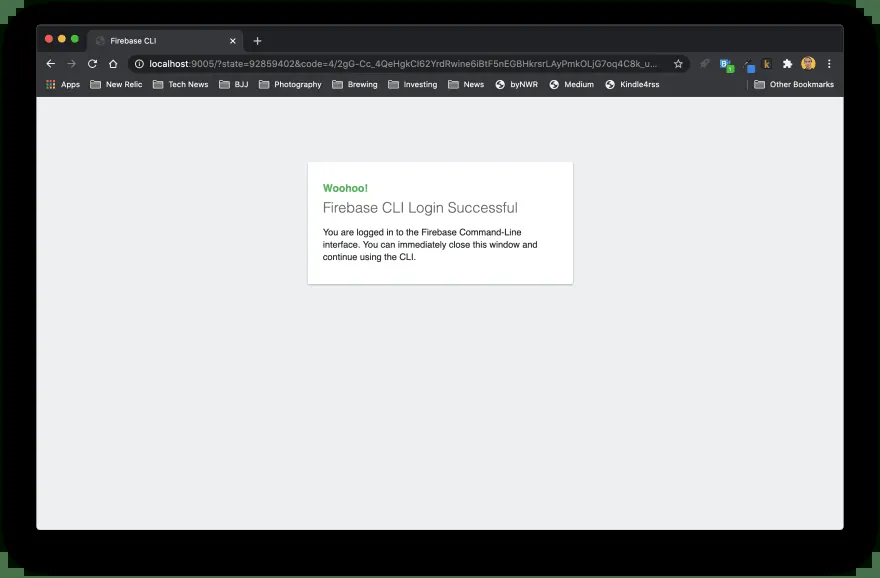 Firebase CLI
localhost:9005/?state=92859402&code=4/2gG-Cc_4QeHgkCl62YrdRwine6iBtF5nEGBHkrsrLAyPmkOLjG7oq4C8k_u...
Apps New Relic Tech News BJJ Photography Brewing Investing News byNWR Medium Kindle4rss Other Bookmarks
Woohoo!
Firebase CLI Login Successful
You are logged in to the Firebase Command-Line
interface. You can immediately close this window and
continue using the CLI.